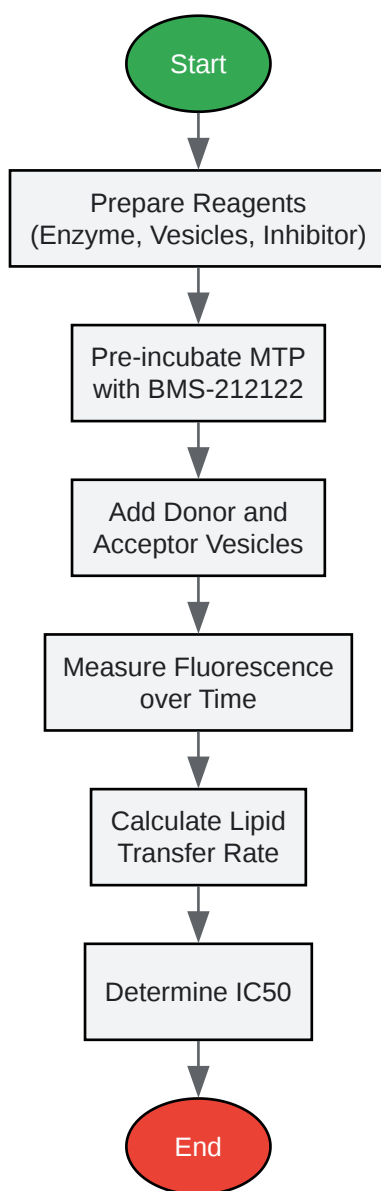 Start
Prepare Reagents
(Enzyme, Vesicles, Inhibitor)
Pre-incubate MTP
with BMS-212122
Add Donor and
Acceptor Vesicles
Measure Fluorescence
over Time
Calculate Lipid
Transfer Rate
Determine IC50
End